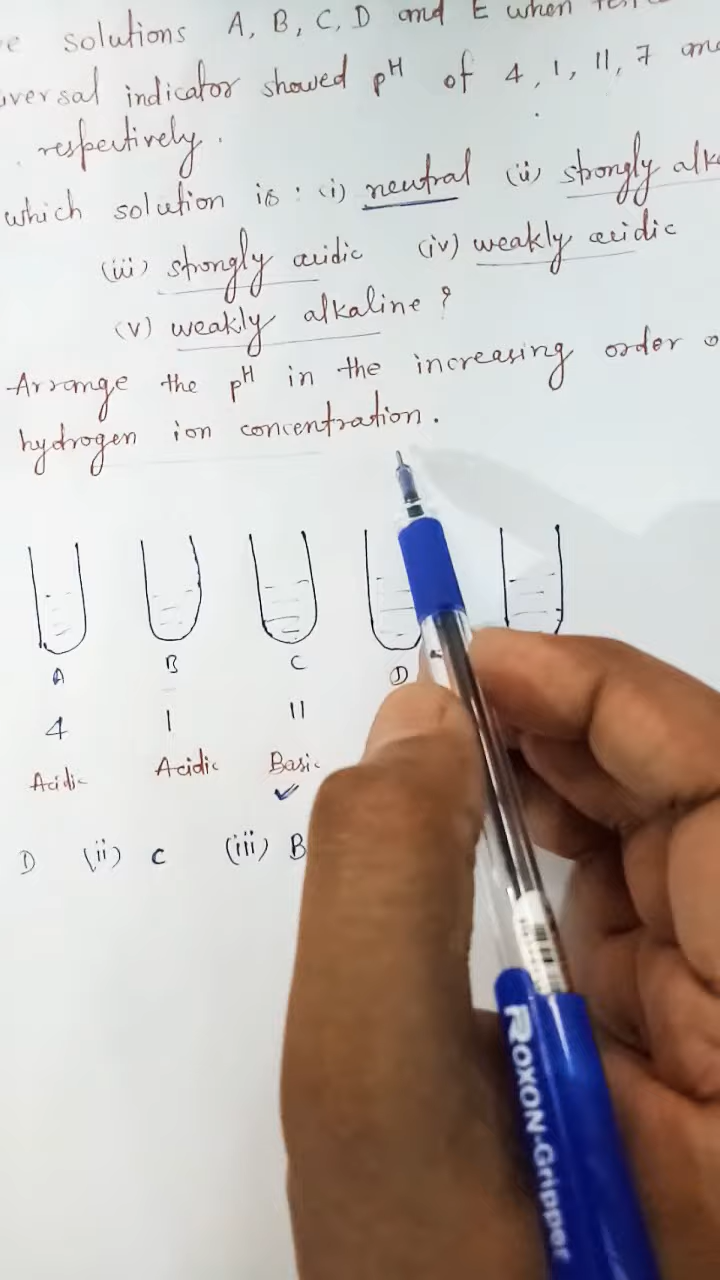 solutions A, B, C, D and E when
indicator showed pH of 4, 1, 11, 7
respectively.
which solution is : (i) neutral (ii) strongly
(iii) strongly acidic (iv) weakly acidic
(v) weakly alkaline ?
Arrange the pH in the increasing order
hydrogen ion concentration.
A B C D
4 1 11
Acidic Acidic Basic
D (ii) C (iii) B
ROXON-Gripper